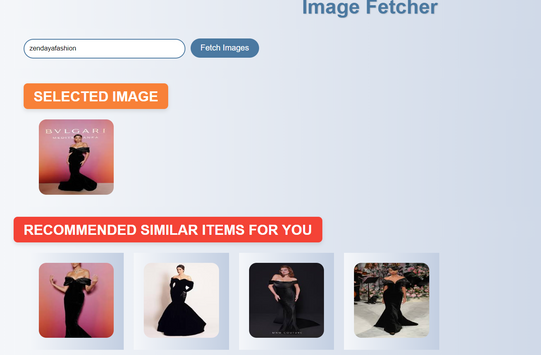 Image Fetcher
zendayafashion
Fetch Images
SELECTED IMAGE
BVLGARI
RECOMMENDED SIMILAR ITEMS FOR YOU